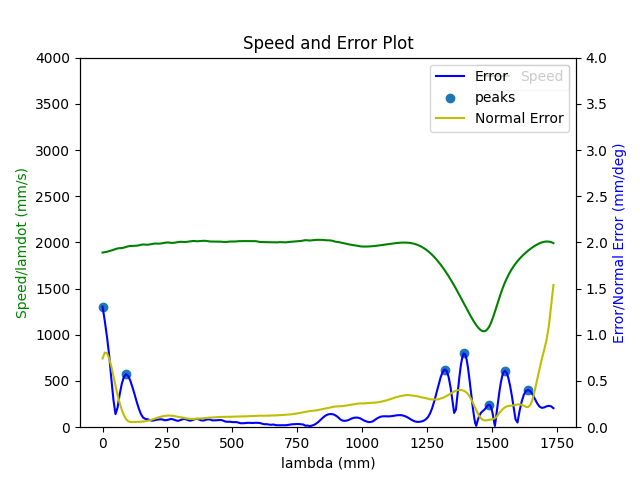 Speed and Error Plot
4000
3500
3000
2500
2000
1500
1000
500
0
Speed/lamdot (mm/s)
4.0
3.5
3.0
2.5
2.0
1.5
1.0
0.5
0.0
Error/Normal Error (mm/deg)
Error
Speed
peaks
Normal Error
0 250 500 750 1000 1250 1500 1750
lambda (mm)